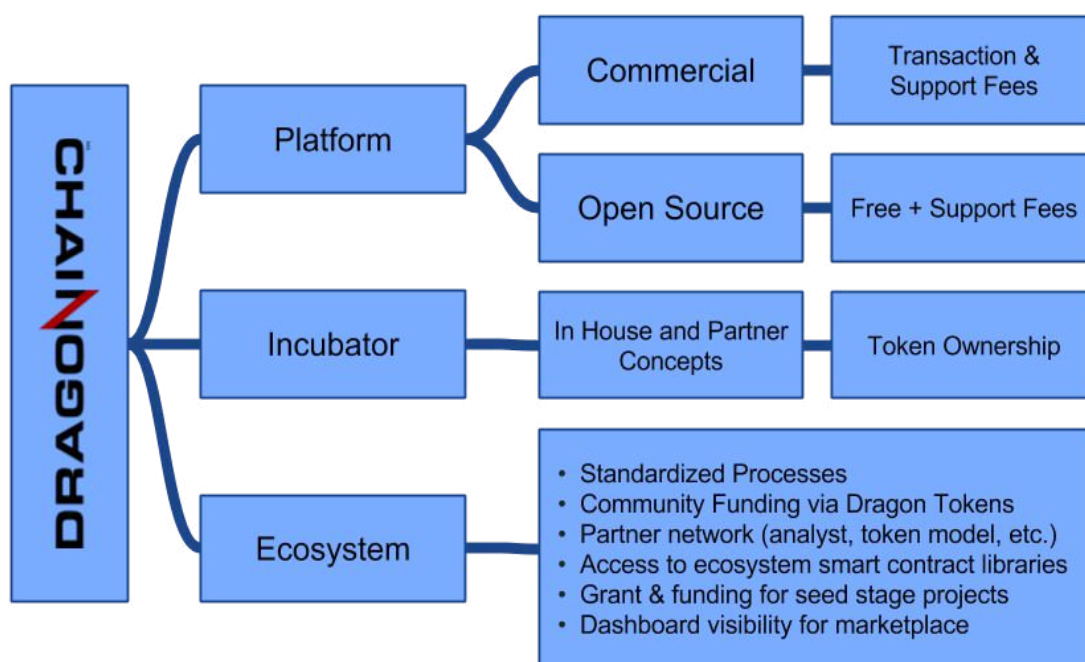 DRAGONCHAIN™
Platform
Commercial
Transaction &
Support Fees
Open Source
Free + Support Fees
Incubator
In House and Partner
Concepts
Token Ownership
Ecosystem
• Standardized Processes
• Community Funding via Dragon Tokens
• Partner network (analyst, token model, etc.)
• Access to ecosystem smart contract libraries
• Grant & funding for seed stage projects
• Dashboard visibility for marketplace